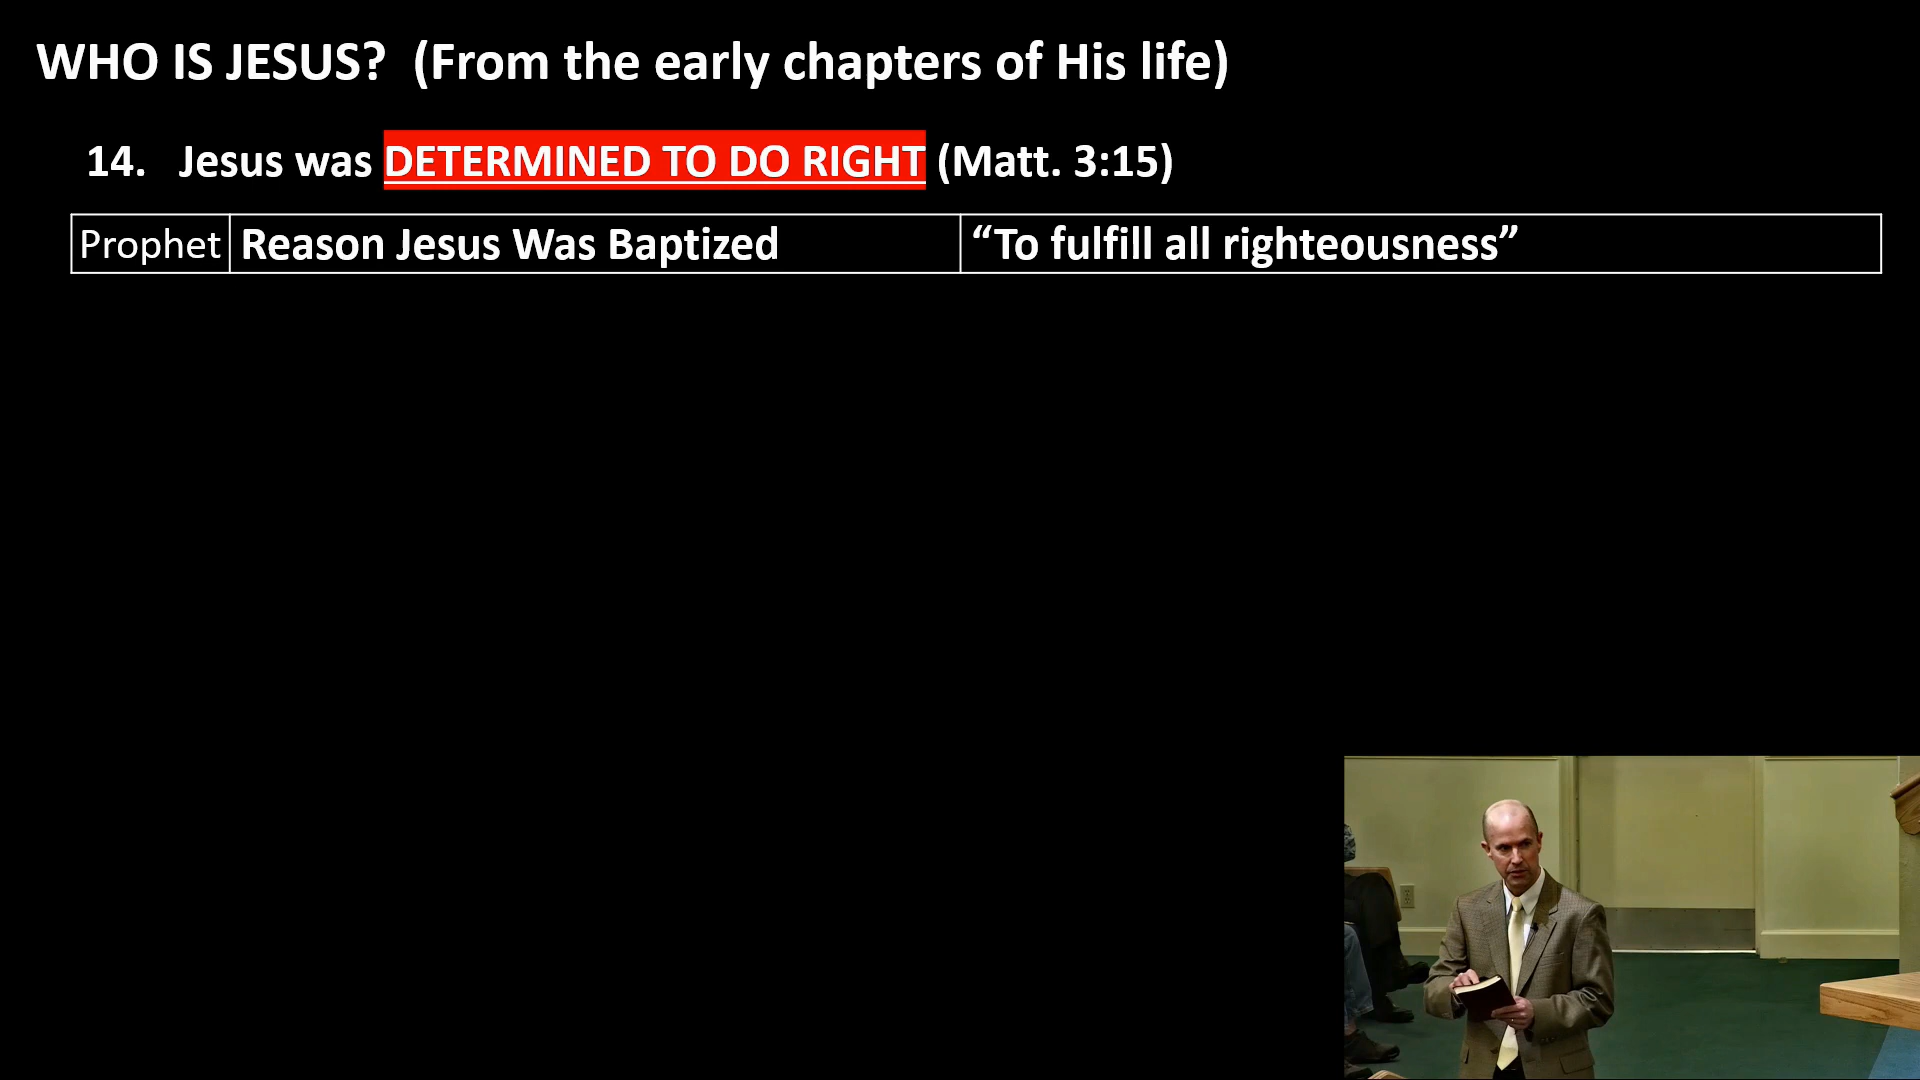 WHO IS JESUS? (From the early chapters of His life)
14. Jesus was DETERMINED TO DO RIGHT (Matt. 3:15)
Prophet Reason Jesus Was Baptized “To fulfill all righteousness”